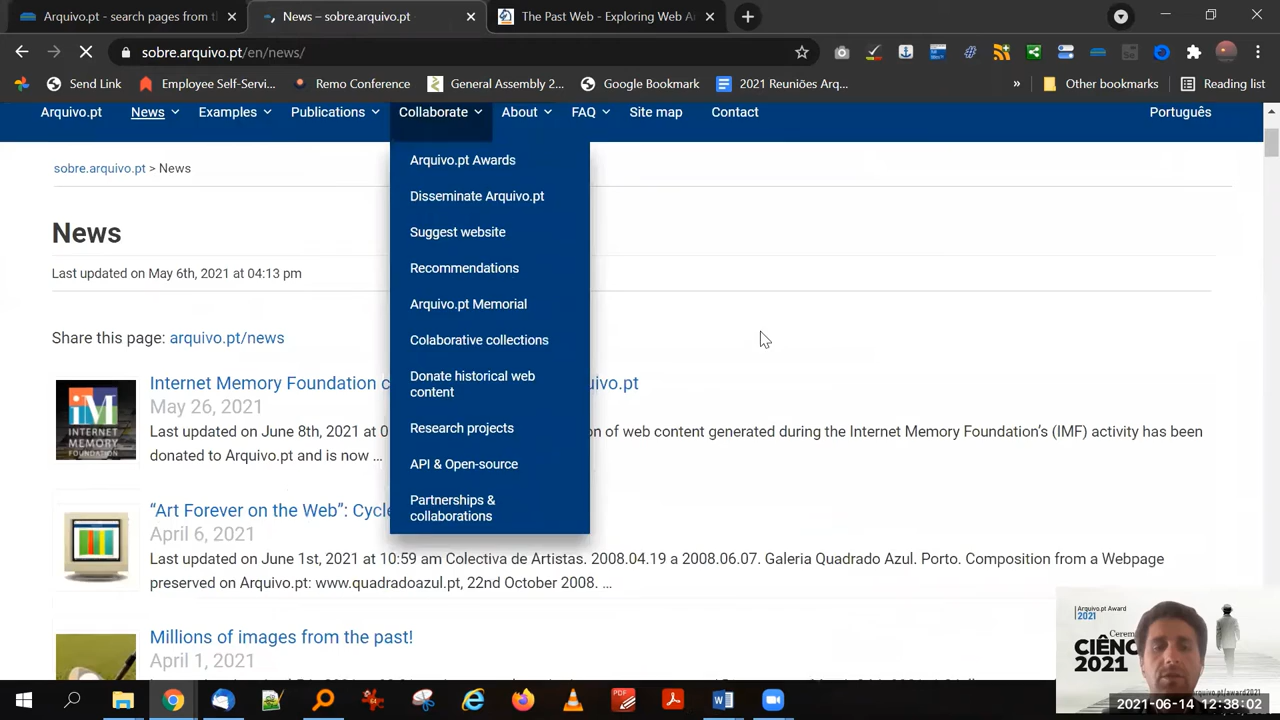 Arquivo.pt - search pages from t
News – sobre.arquivo.pt
The Past Web - Exploring Web A
sobre.arquivo.pt/en/news/
Send Link
Employee Self-Servi...
Remo Conference
General Assembly 2...
Google Bookmark
2021 Reuniões Arq...
»
Other bookmarks
Reading list
Arquivo.pt
News
Examples
Publications
Collaborate
About
FAQ
Site map
Contact
Português
sobre.arquivo.pt > News
Arquivo.pt Awards
Disseminate Arquivo.pt
Suggest website
Recommendations
Arquivo.pt Memorial
Colaborative collections
Donate historical web
content
Research projects
API & Open-source
Partnerships &
collaborations
News
Last updated on May 6th, 2021 at 04:13 pm
Share this page: arquivo.pt/news
INTERNET
MEMORY
FOUNDATION
Internet Memory Foundation c uivo.pt
May 26, 2021
Last updated on June 8th, 2021 at 0 on of web content generated during the Internet Memory Foundation's (IMF) activity has been
donated to Arquivo.pt and is now ...
“Art Forever on the Web”: Cycle
April 6, 2021
Last updated on June 1st, 2021 at 10:59 am Colectiva de Artistas. 2008.04.19 a 2008.06.07. Galeria Quadrado Azul. Porto. Composition from a Webpage
preserved on Arquivo.pt: www.quadradoazul.pt, 22nd October 2008. ...
Millions of images from the past!
April 1, 2021
Arquivo.pt Award
2021
Cerem
CIÊNC
2021
arquivo.pt/award2021
2021-06-14 12:38:02